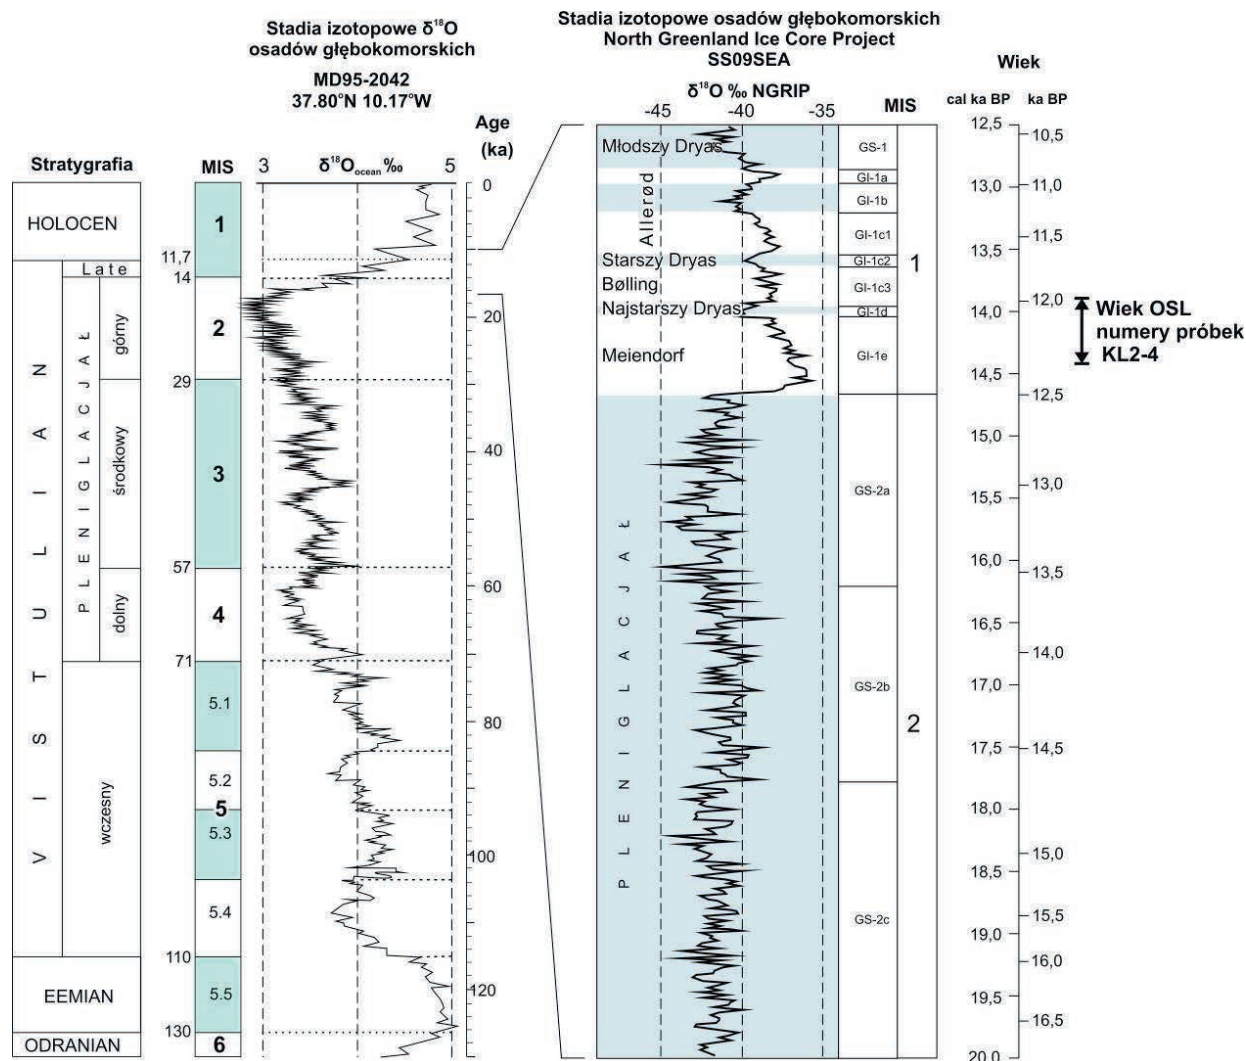 Stadia izotopowe δ¹⁸O
osadów głębokomorskich
MD95-2042
37.80°N 10.17°W
Stratygrafia
MIS
3
δ¹⁸Oocean ‰
5
Age
(ka)
HOLOCEN
11,7
Late
14
V I S T U L I A N
P L E N I G L A C J A Ł
górny
29
środkowy
57
dolny
71
wczesny
110
EEMIAN
130
ODRANIAN
1
2
3
4
5.1
5.2
5
5.3
5.4
5.5
6
0
20
40
60
80
100
120
Stadia izotopowe osadów głębokomorskich
North Greenland Ice Core Project
SS09SEA
δ¹⁸O ‰ NGRIP
-45
-40
-35
MIS
Młodszy Dryas
Allerød
Starszy Dryas
Bølling
Najstarszy Dryas
Meiendorf
P L E N I G L A C J A Ł
GS-1
GI-1a
GI-1b
GI-1c1
GI-1c2
GI-1c3
GI-1d
GI-1e
GS-2a
GS-2b
GS-2c
1
2
Wiek
cal ka BP
ka BP
12,5
13,0
13,5
14,0
14,5
15,0
15,5
16,0
16,5
17,0
17,5
18,0
18,5
19,0
19,5
20,0
10,5
11,0
11,5
12,0
12,5
13,0
13,5
14,0
14,5
15,0
15,5
16,0
16,5
Wiek OSL
numery próbek
KL2-4